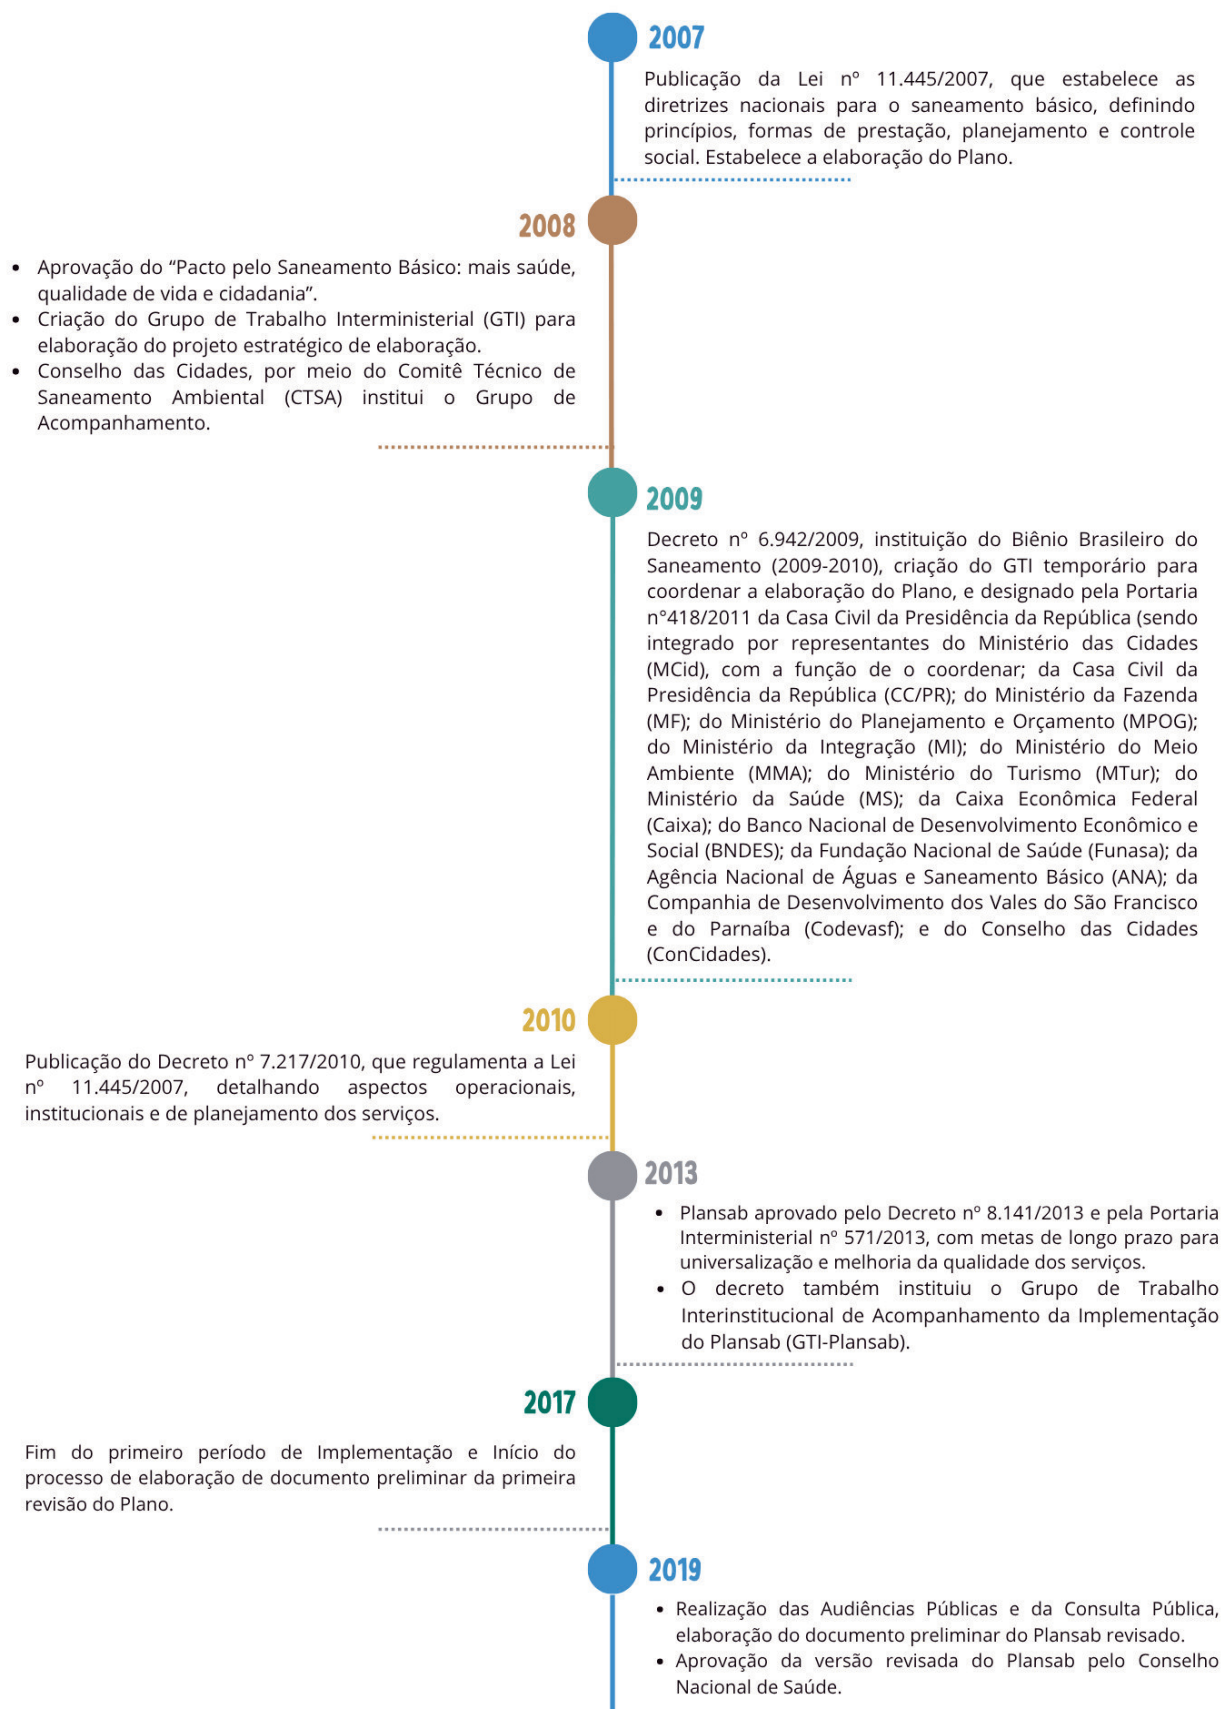 2007
Publicação da Lei nº 11.445/2007, que estabelece as
diretrizes nacionais para o saneamento básico, definindo
princípios, formas de prestação, planejamento e controle
social. Estabelece a elaboração do Plano.
2008
• Aprovação do “Pacto pelo Saneamento Básico: mais saúde,
qualidade de vida e cidadania”.
• Criação do Grupo de Trabalho Interministerial (GTI) para
elaboração do projeto estratégico de elaboração.
• Conselho das Cidades, por meio do Comitê Técnico de
Saneamento Ambiental (CTSA) institui o Grupo de
Acompanhamento.
2009
Decreto nº 6.942/2009, instituição do Biênio Brasileiro do
Saneamento (2009-2010), criação do GTI temporário para
coordenar a elaboração do Plano, e designado pela Portaria
n°418/2011 da Casa Civil da Presidência da República (sendo
integrado por representantes do Ministério das Cidades
(MCid), com a função de o coordenar; da Casa Civil da
Presidência da República (CC/PR); do Ministério da Fazenda
(MF); do Ministério do Planejamento e Orçamento (MPOG);
do Ministério da Integração (MI); do Ministério do Meio
Ambiente (MMA); do Ministério do Turismo (MTur); do
Ministério da Saúde (MS); da Caixa Econômica Federal
(Caixa); do Banco Nacional de Desenvolvimento Econômico e
Social (BNDES); da Fundação Nacional de Saúde (Funasa); da
Agência Nacional de Águas e Saneamento Básico (ANA); da
Companhia de Desenvolvimento dos Vales do São Francisco
e do Parnaíba (Codevasf); e do Conselho das Cidades
(ConCidades).
2010
Publicação do Decreto nº 7.217/2010, que regulamenta a Lei
nº 11.445/2007, detalhando aspectos operacionais,
institucionais e de planejamento dos serviços.
2013
• Plansab aprovado pelo Decreto nº 8.141/2013 e pela Portaria
Interministerial nº 571/2013, com metas de longo prazo para
universalização e melhoria da qualidade dos serviços.
• O decreto também instituiu o Grupo de Trabalho
Interinstitucional de Acompanhamento da Implementação
do Plansab (GTI-Plansab).
2017
Fim do primeiro período de Implementação e Início do
processo de elaboração de documento preliminar da primeira
revisão do Plano.
2019
• Realização das Audiências Públicas e da Consulta Pública,
elaboração do documento preliminar do Plansab revisado.
• Aprovação da versão revisada do Plansab pelo Conselho
Nacional de Saúde.